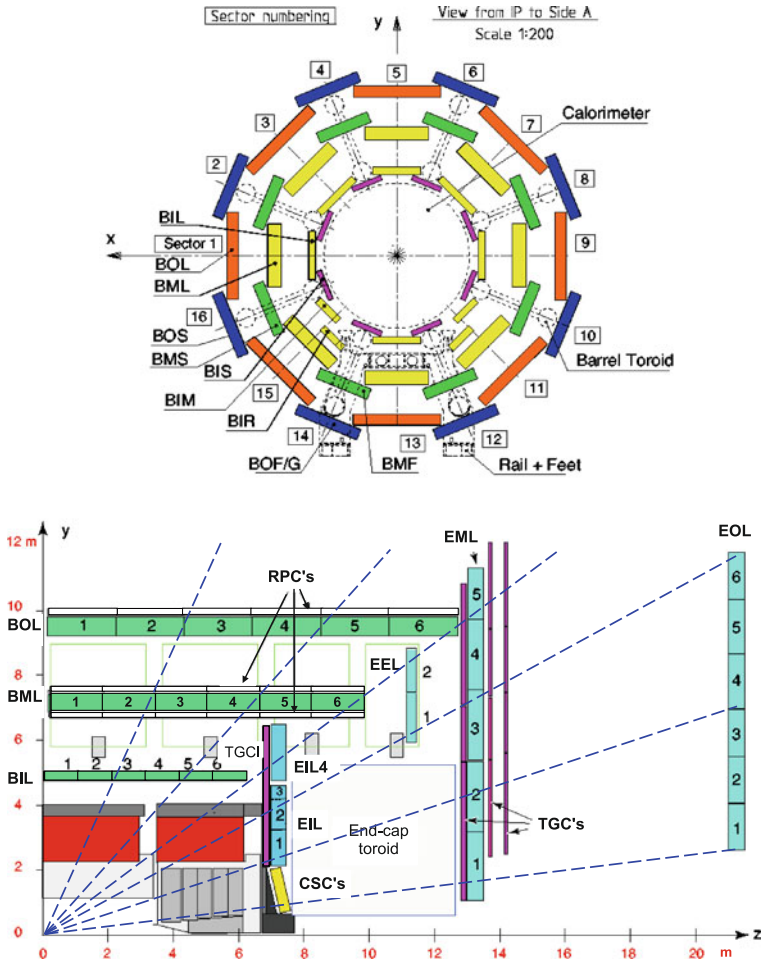 Sector numbering
View from IP to Side A
Scale 1:200
y
4
5
6
3
7
Calorimeter
2
8
BIL
x
Sector 1
9
BOL
BML
BOS
16
10
BMS
Barrel Toroid
BIS
15
11
BIM
BIR
14
13
12
BOF/G
BMF
Rail + Feet
12 m
y
EML
EOL
RPC's
10
BOL
1 2 3 4 5 6
5
6
EEL
8
2
5
BML
1 2 3 4 5 6
1
4
4
6
TGCI
EIL4
3
3
BIL
1 2 3 4 5 6
2
4
3
EIL
2
End-cap
toroid
2
TGC's
1
1
1
2
CSC's
0
z
0 2 4 6 8 10 12 14 16 18 20 m